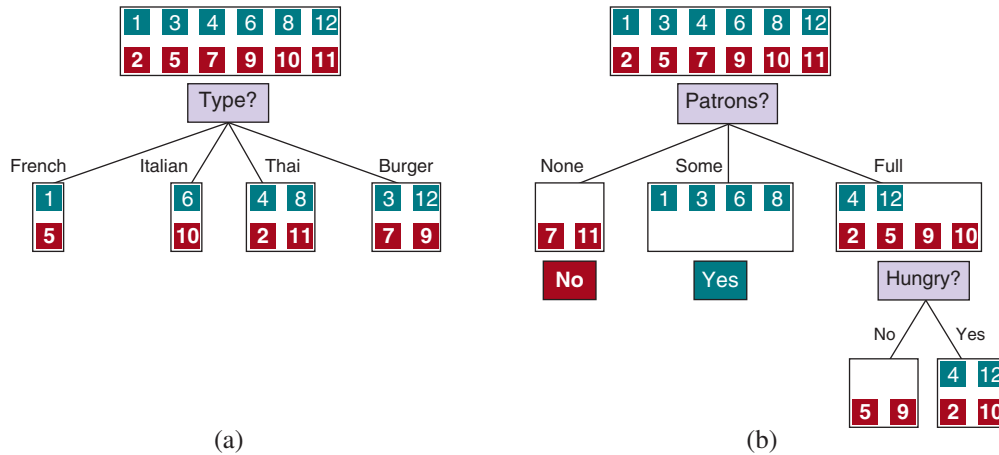 1 3 4 6 8 12
2 5 7 9 10 11
Type?
French Italian Thai Burger
1 6 4 8 3 12
5 10 2 11 7 9
(a)
1 3 4 6 8 12
2 5 7 9 10 11
Patrons?
None Some Full
1 3 6 8 4 12
7 11 2 5 9 10
No Yes Hungry?
No Yes
4 12
5 9 2 10
(b)